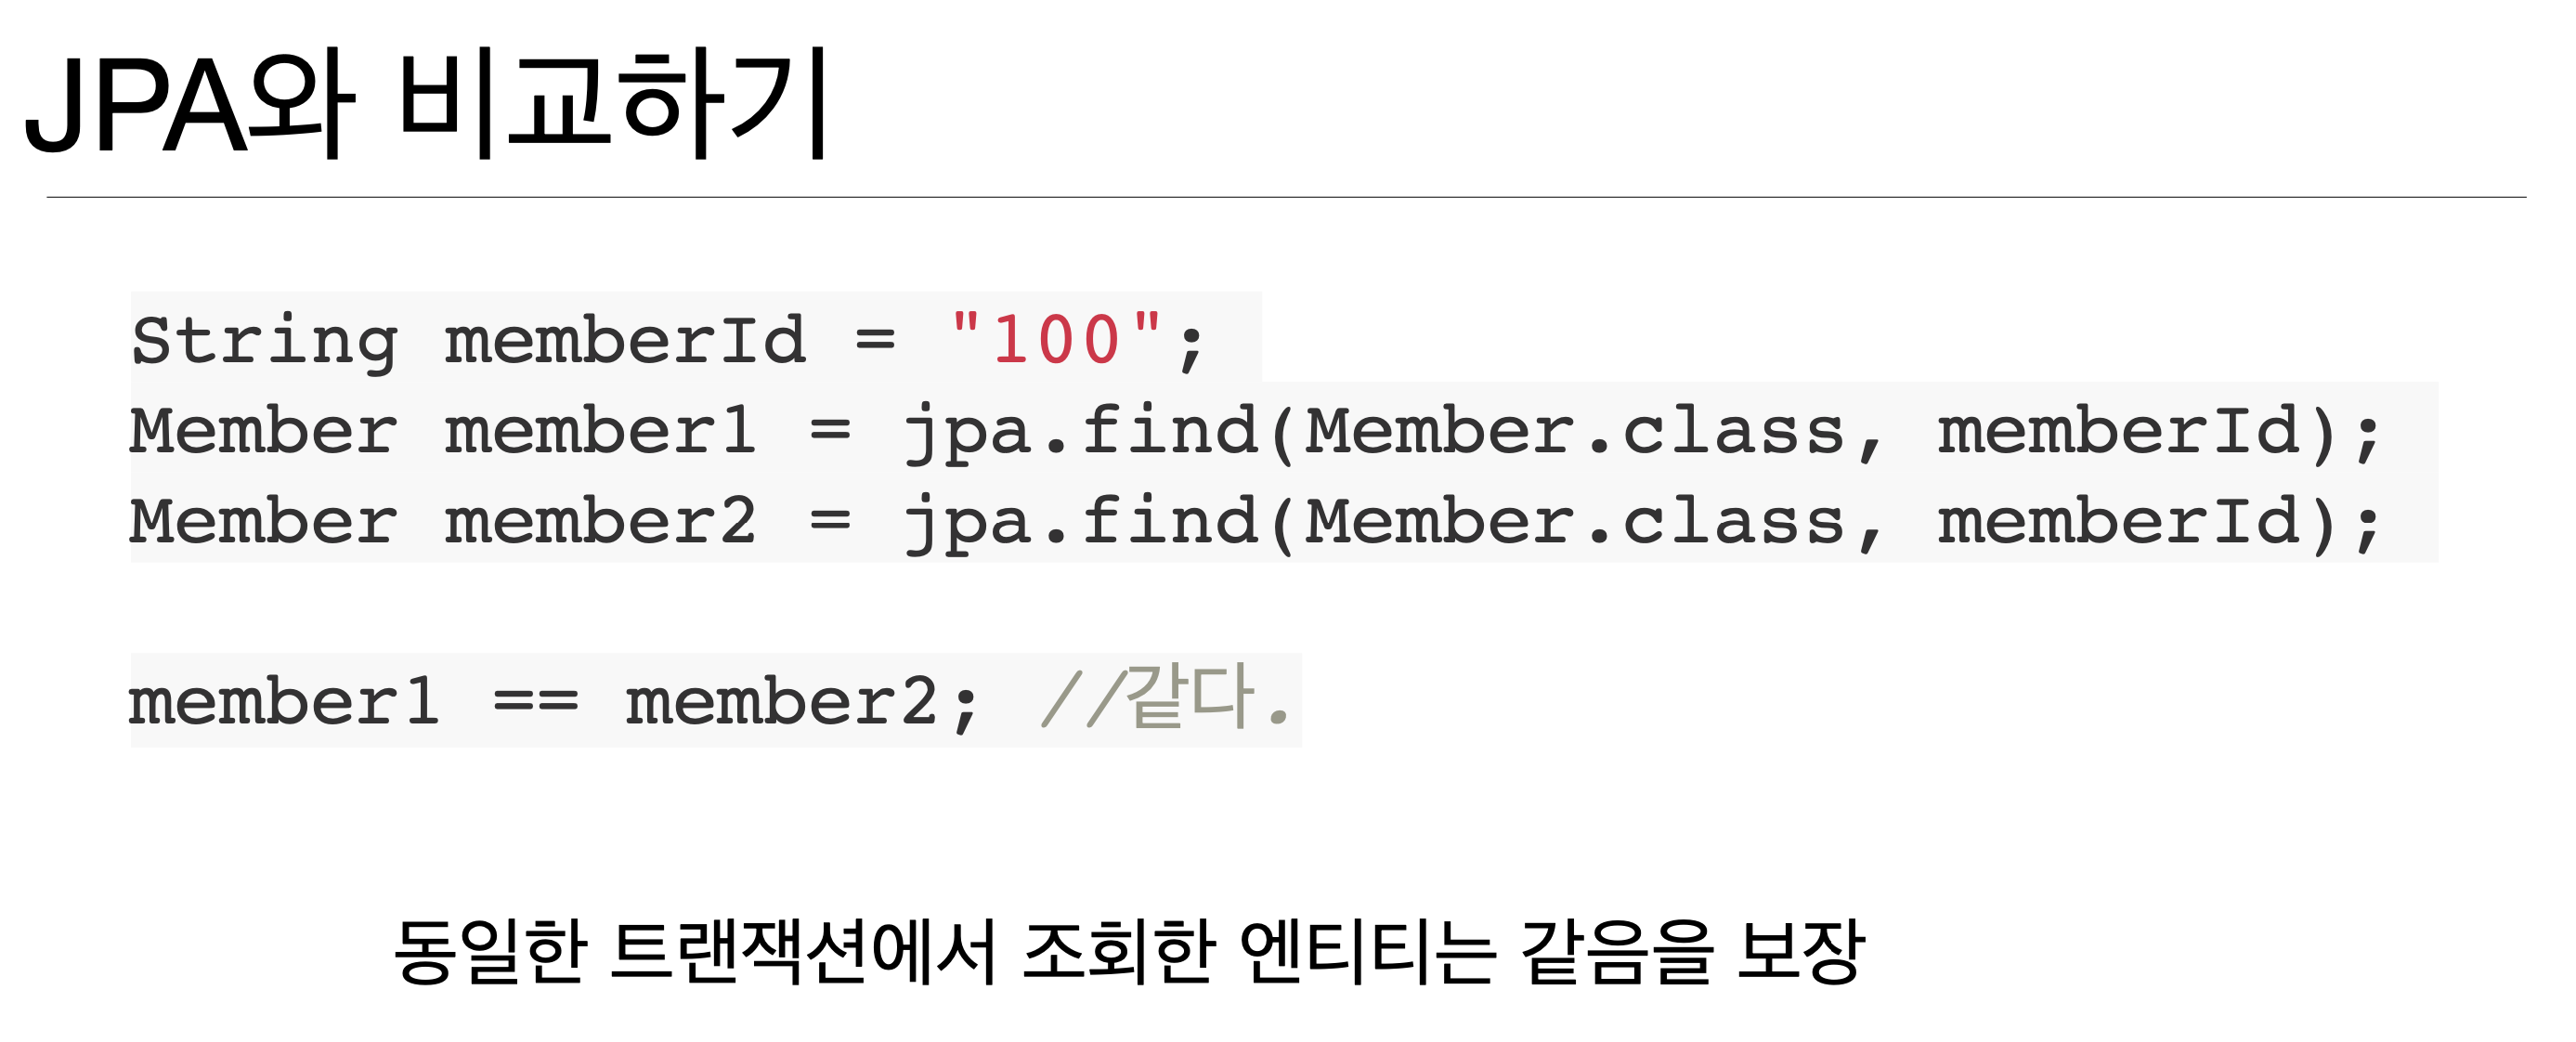 JPA와 비교하기
String memberId = "100";
Member member1 = jpa.find(Member.class, memberId);
Member member2 = jpa.find(Member.class, memberId);
member1 == member2; //같다.
동일한 트랜잭션에서 조회한 엔티티는 같음을 보장